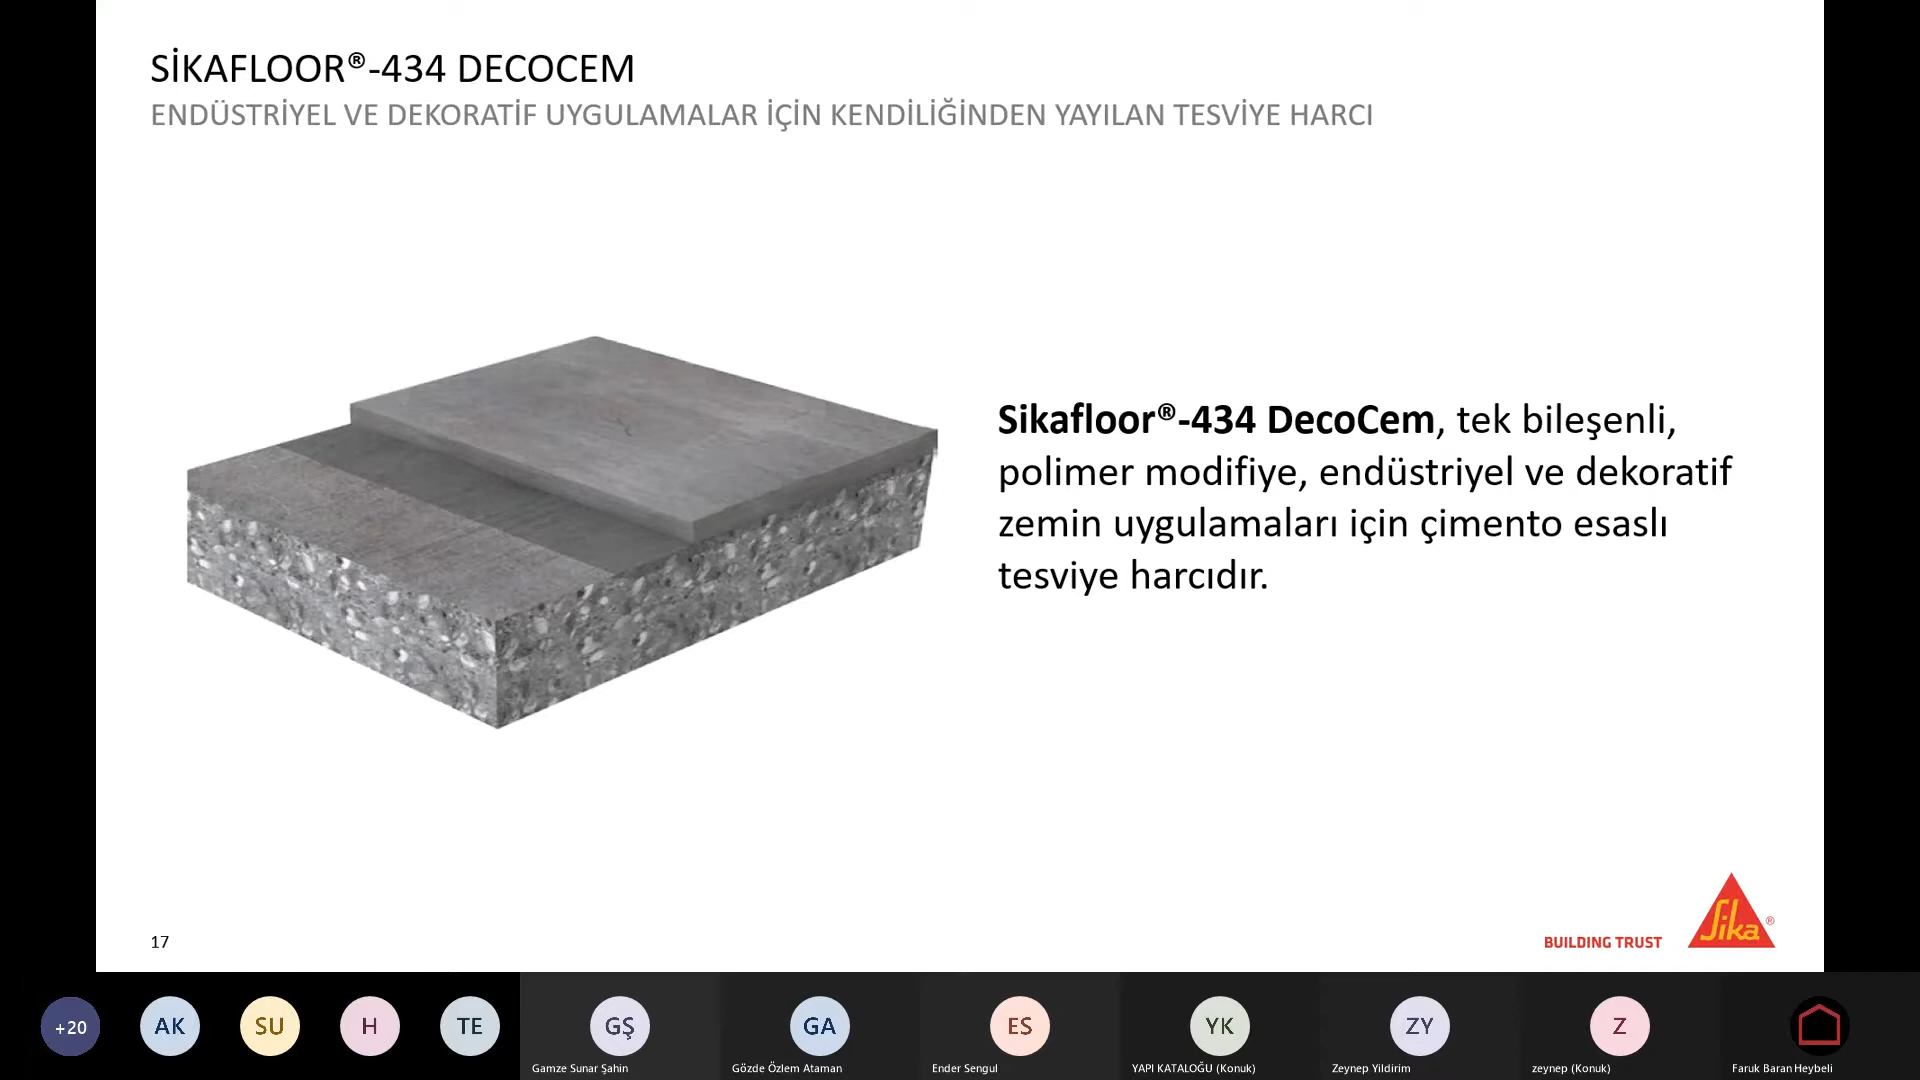 SİKAFLOOR®-434 DECOCEM
ENDÜSTRİYEL VE DEKORATİF UYGULAMALAR İÇİN KENDİLİĞİNDEN YAYILAN TESVİYE HARCI
Sikafloor®-434 DecoCem, tek bileşenli,
polimer modifiye, endüstriyel ve dekoratif
zemin uygulamaları için çimento esaslı
tesviye harcıdır.
17
BUILDING TRUST
Sika®
+20
AK
SU
H
TE
GŞ
GA
ES
YK
ZY
Z
Gamze Sunar Şahin
Gözde Özlem Ataman
Ender Sengul
YAPI KATALOĞU (Konuk)
Zeynep Yildirim
zeynep (Konuk)
Faruk Baran Heybeli